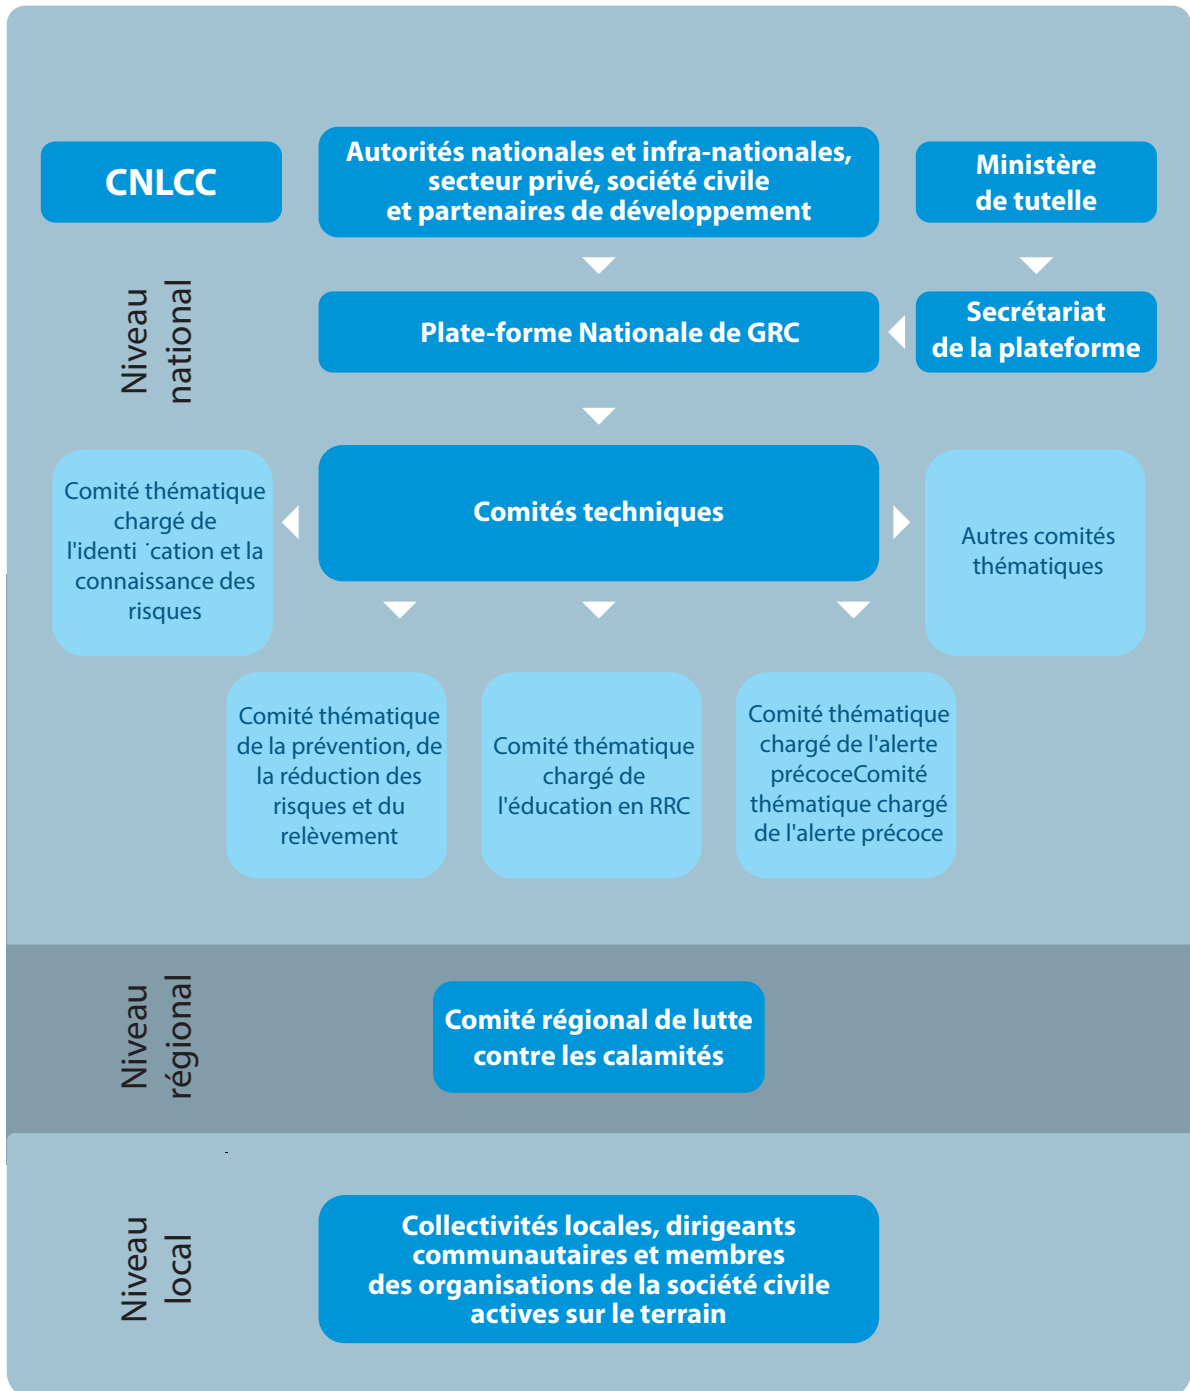 CNLCC
Autorités nationales et infra-nationales,
secteur privé, société civile
et partenaires de développement
Ministère
de tutelle
Niveau
national
Plate-forme Nationale de GRC
Secrétariat
de la plateforme
Comité thématique
chargé de
l'identi ˙cation et la
connaissance des
risques
Comités techniques
Autres comités
thématiques
Comité thématique
de la prévention, de
la réduction des
risques et du
relèvement
Comité thématique
chargé de
l'éducation en RRC
Comité thématique
chargé de l'alerte
précoceComité
thématique chargé
de l'alerte précoce
Niveau
régional
Comité régional de lutte
contre les calamités
Niveau
local
Collectivités locales, dirigeants
communautaires et membres
des organisations de la société civile
actives sur le terrain